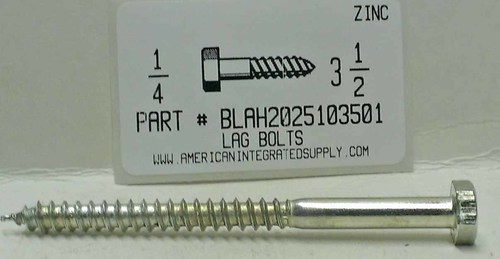 ZINC
1/4 3 1/2
PART # BLAH2025103501
LAG BOLTS
WWW.AMERICANINTEGRATEDSUPPLY.COM